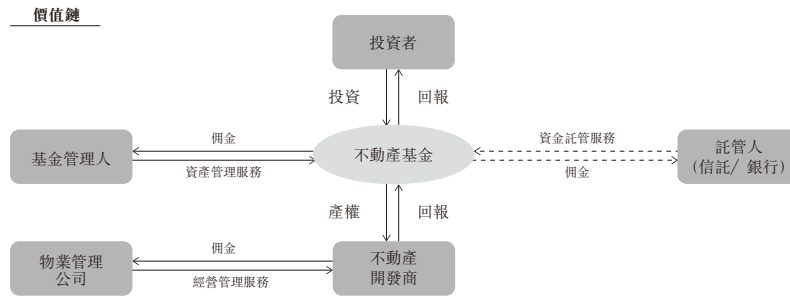 價值鏈
投資者
投資
回報
佣金
資金託管服務
基金管理人
不動產基金
託管人
(信託/ 銀行)
資產管理服務
佣金
產權
回報
佣金
物業管理
公司
不動產
開發商
經營管理服務